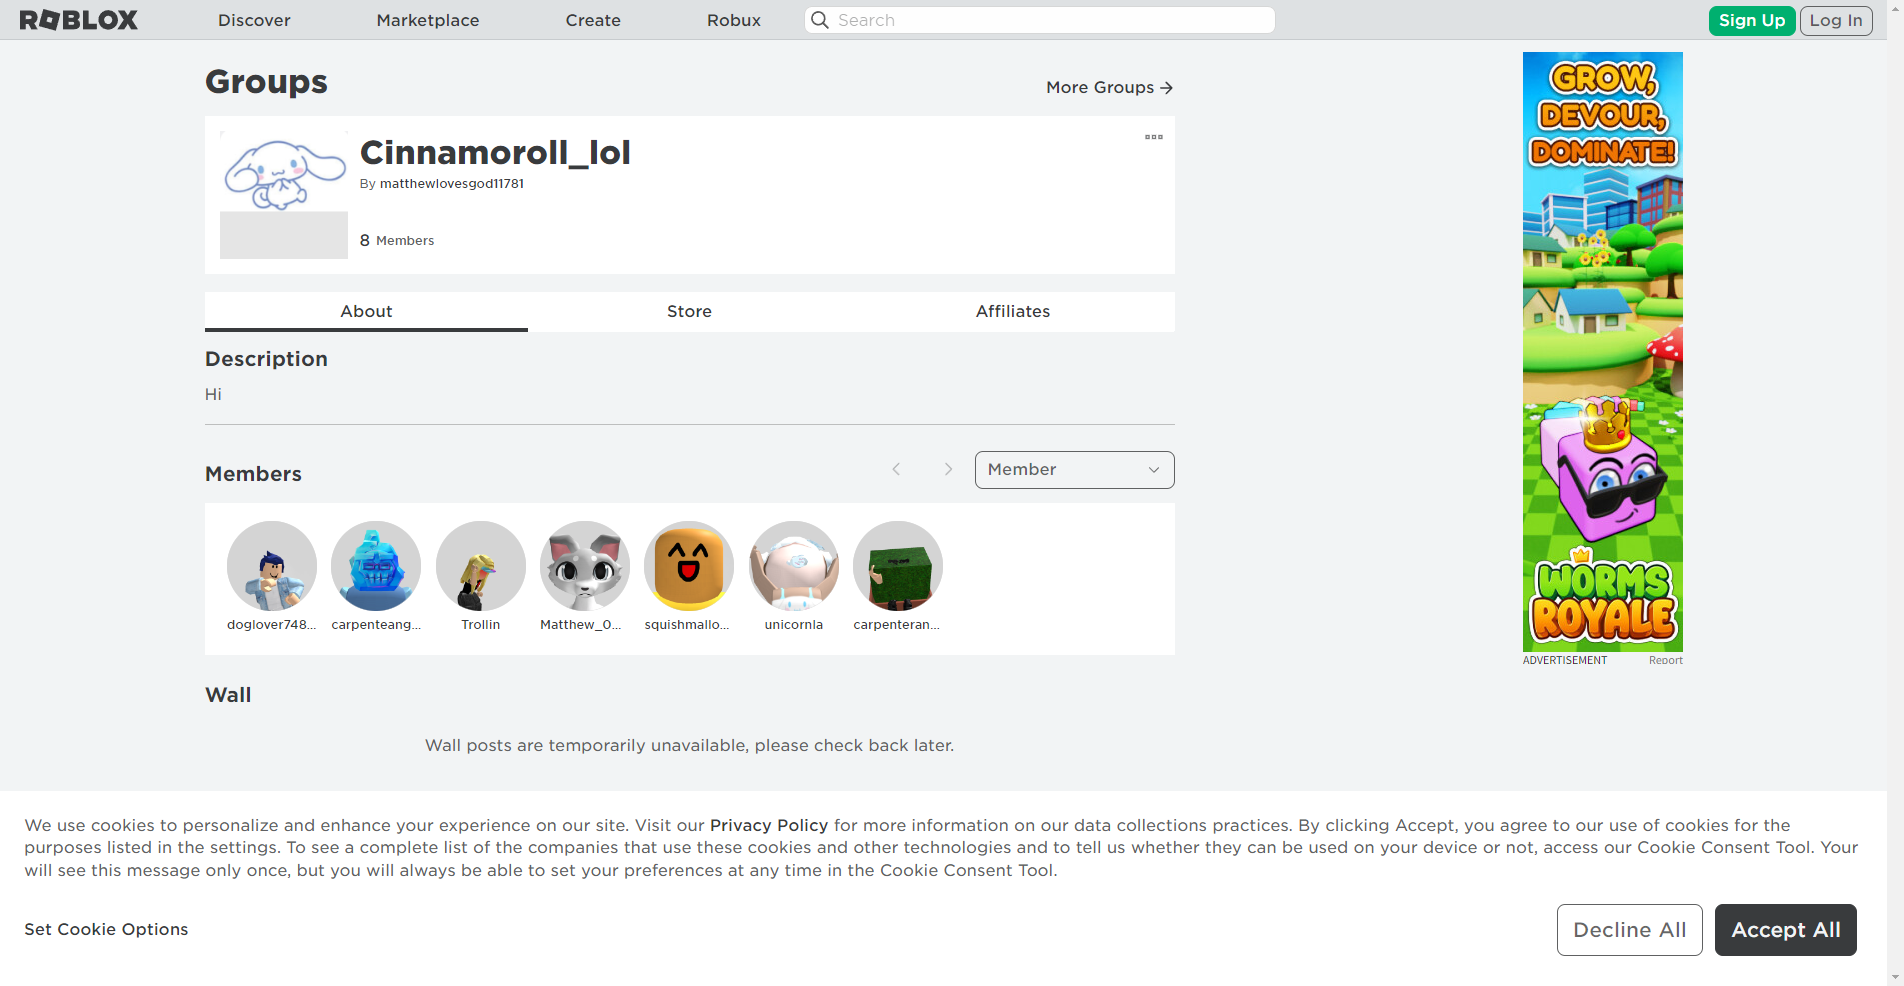 ROBLOX
Discover
Marketplace
Create
Robux
Search
Sign Up
Log In
Groups
More Groups →
Cinnamoroll_lol
By matthewlovesgod11781
8 Members
About
Store
Affiliates
Description
Hi
Members
Member
doglover748...
carpenteang...
Trollin
Matthew_0...
squishmallo...
unicornla
carpenteran...
Wall
Wall posts are temporarily unavailable, please check back later.
GROW,
DEVOUR,
DOMINATE!
WORMS
ROYALE
ADVERTISEMENT
Report
We use cookies to personalize and enhance your experience on our site. Visit our Privacy Policy for more information on our data collections practices. By clicking Accept, you agree to our use of cookies for the
purposes listed in the settings. To see a complete list of the companies that use these cookies and other technologies and to tell us whether they can be used on your device or not, access our Cookie Consent Tool. Your
will see this message only once, but you will always be able to set your preferences at any time in the Cookie Consent Tool.
Set Cookie Options
Decline All
Accept All